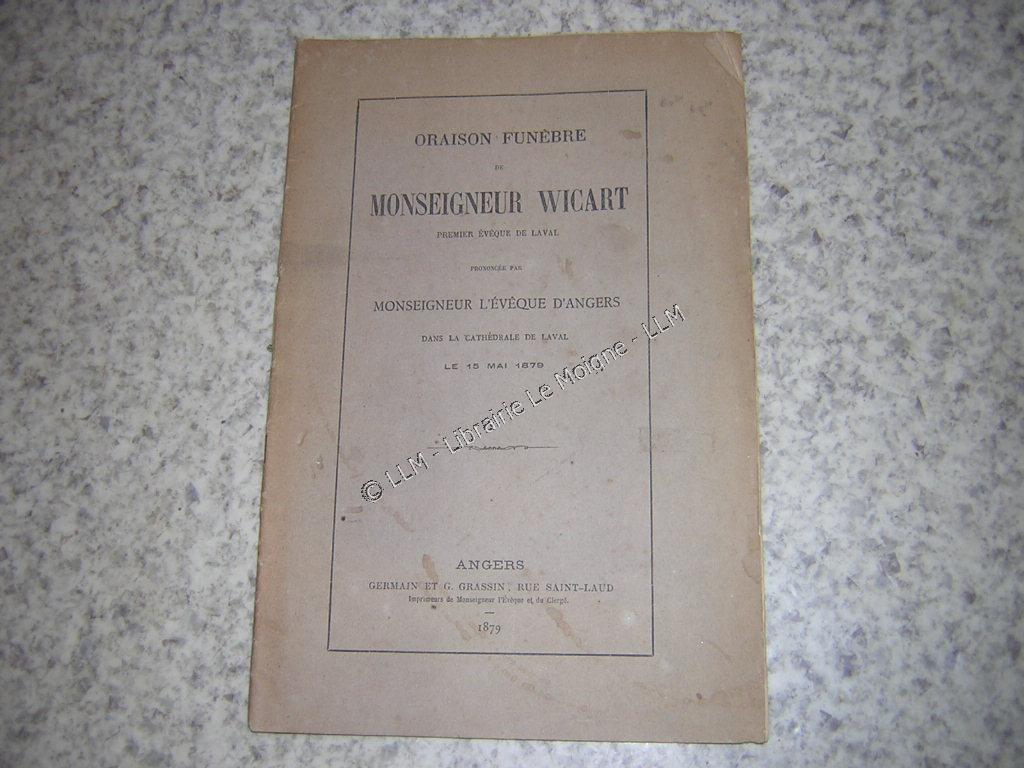 ORAISON FUNÈBRE
DE
MONSEIGNEUR WICART
PREMIER ÉVÊQUE DE LAVAL
PRONONCÉE PAR
MONSEIGNEUR L'ÉVÊQUE D'ANGERS
DANS LA CATHÉDRALE DE LAVAL
LE 15 MAI 1879
© LLM - Librairie Le Moigne - LLM
ANGERS
GERMAIN ET G. GRASSIN, RUE SAINT-LAUD
Imprimeurs de Monseigneur l'Évêque et du Clergé.
1879